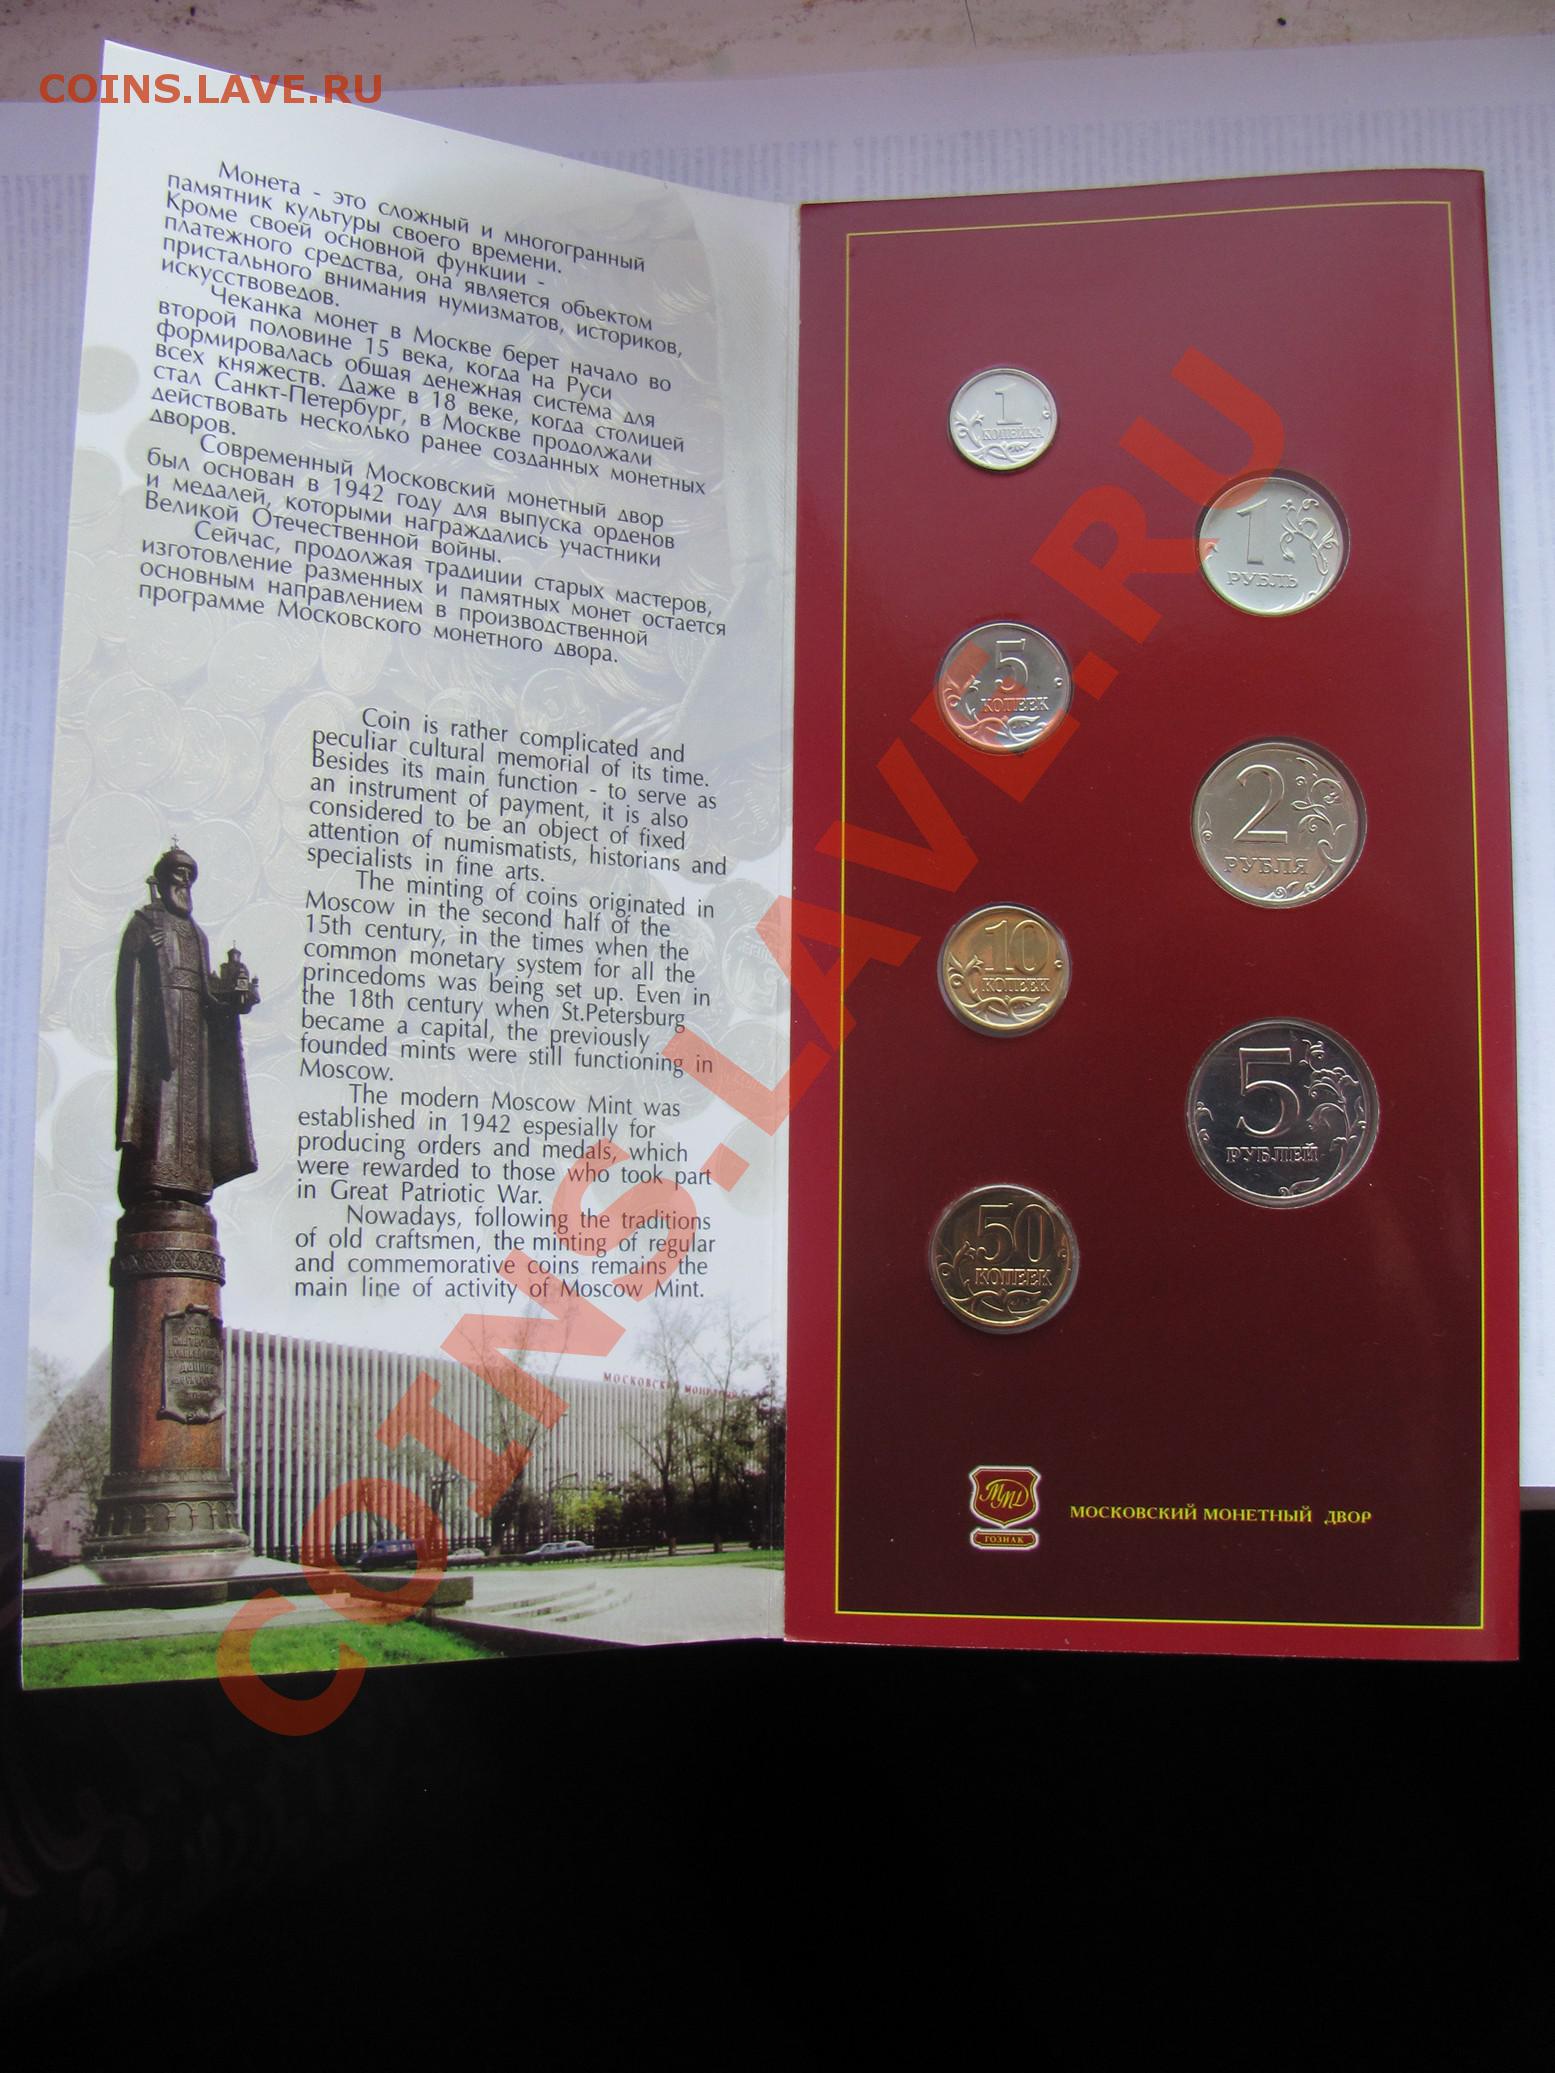 COINS.LAVE.RU
Монета - это сложный и многогранный
памятник культуры своего времени.
Кроме своей основной функции -
платежного средства, она является объектом
пристального внимания нумизматов, историков,
искусствоведов.
Чеканка монет в Москве берет начало во
второй половине 15 века, когда на Руси
формировалась общая денежная система для
всех княжеств. Даже в 18 веке, когда столицей
стал Санкт-Петербург, в Москве продолжали
действовать несколько ранее созданных монетных
дворов.
Современный Московский монетный двор
был основан в 1942 году для выпуска орденов
и медалей, которыми награждались участники
Великой Отечественной войны.
Сейчас, продолжая традиции старых мастеров,
изготовление разменных и памятных монет остается
основным направлением в производственной
программе Московского монетного двора.
Coin is rather complicated and
peculiar cultural memorial of its time.
Besides its main function - to serve as
an instrument of payment, it is also
considered to be an object of fixed
attention of numismatists, historians and
specialists in fine arts.
The minting of coins originated in
Moscow in the second half of the
15th century, in the times when the
common monetary system for all the
princedoms was being set up. Even in
the 18th century when St.Petersburg
became a capital, the previously
founded mints were still functioning in
Moscow.
The modern Moscow Mint was
established in 1942 espesially for
producing orders and medals, which
were rewarded to those who took part
in Great Patriotic War.
Nowadays, following the traditions
of old craftsmen, the minting of regular
and commemorative coins remains the
main line of activity of Moscow Mint.
МОСКОВСКИЙ МОНЕТНЫЙ
1
КОПЕЙКА
1
РУБЛЬ
5
КОПЕЕК
2
РУБЛЯ
10
КОПЕЕК
5
РУБЛЕЙ
50
КОПЕЕК
ММД
ГОЗНАК
МОСКОВСКИЙ МОНЕТНЫЙ ДВОР
COINS.LAVE.RU